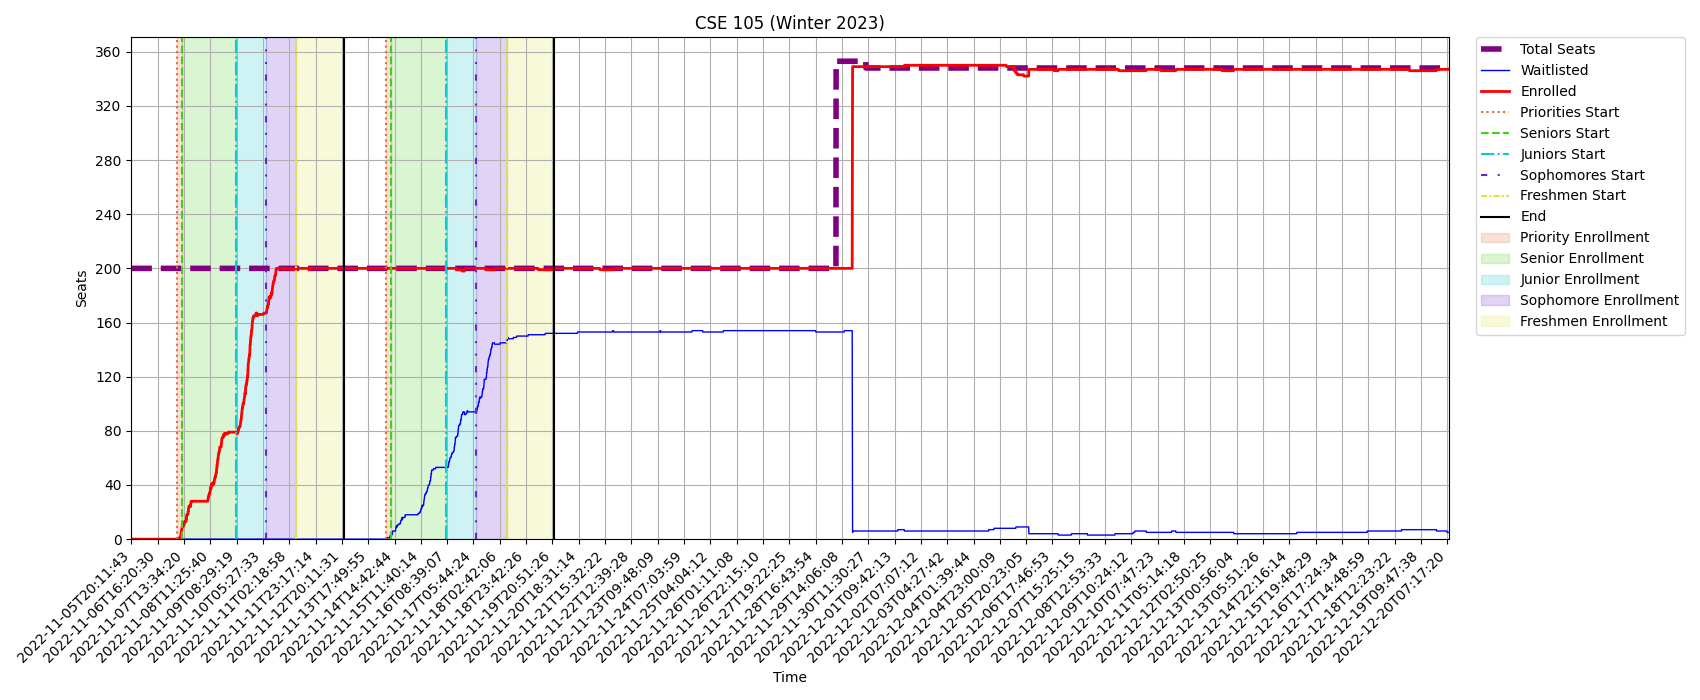 CSE 105 (Winter 2023)
360
320
280
240
200
160
120
80
40
0
Seats
Total Seats
Waitlisted
Enrolled
Priorities Start
Seniors Start
Juniors Start
Sophomores Start
Freshmen Start
End
Priority Enrollment
Senior Enrollment
Junior Enrollment
Sophomore Enrollment
Freshmen Enrollment
2022-11-05T20:11:43
2022-11-06T16:20:30
2022-11-07T13:34:20
2022-11-08T11:25:40
2022-11-09T08:29:19
2022-11-10T05:27:33
2022-11-11T02:18:58
2022-11-11T23:17:14
2022-11-12T20:11:31
2022-11-13T17:49:55
2022-11-14T14:42:44
2022-11-15T11:40:14
2022-11-16T08:39:07
2022-11-17T05:44:24
2022-11-18T02:42:06
2022-11-18T23:42:26
2022-11-19T20:51:26
2022-11-20T18:31:14
2022-11-21T15:32:22
2022-11-22T12:39:28
2022-11-23T09:48:09
2022-11-24T07:03:59
2022-11-25T04:04:12
2022-11-26T01:11:08
2022-11-26T22:15:10
2022-11-27T19:22:25
2022-11-28T16:43:54
2022-11-29T14:06:08
2022-11-30T11:30:27
2022-12-01T09:42:13
2022-12-02T07:07:12
2022-12-03T04:27:42
2022-12-04T01:39:44
2022-12-04T23:00:09
2022-12-05T20:23:05
2022-12-06T17:46:53
2022-12-07T15:25:15
2022-12-08T12:53:33
2022-12-09T10:24:12
2022-12-10T07:47:23
2022-12-11T05:14:18
2022-12-12T02:50:25
2022-12-13T00:56:04
2022-12-13T05:51:26
2022-12-14T22:16:14
2022-12-15T19:48:29
2022-12-16T17:24:34
2022-12-17T14:48:59
2022-12-18T12:23:22
2022-12-19T09:47:38
2022-12-20T07:17:20
Time